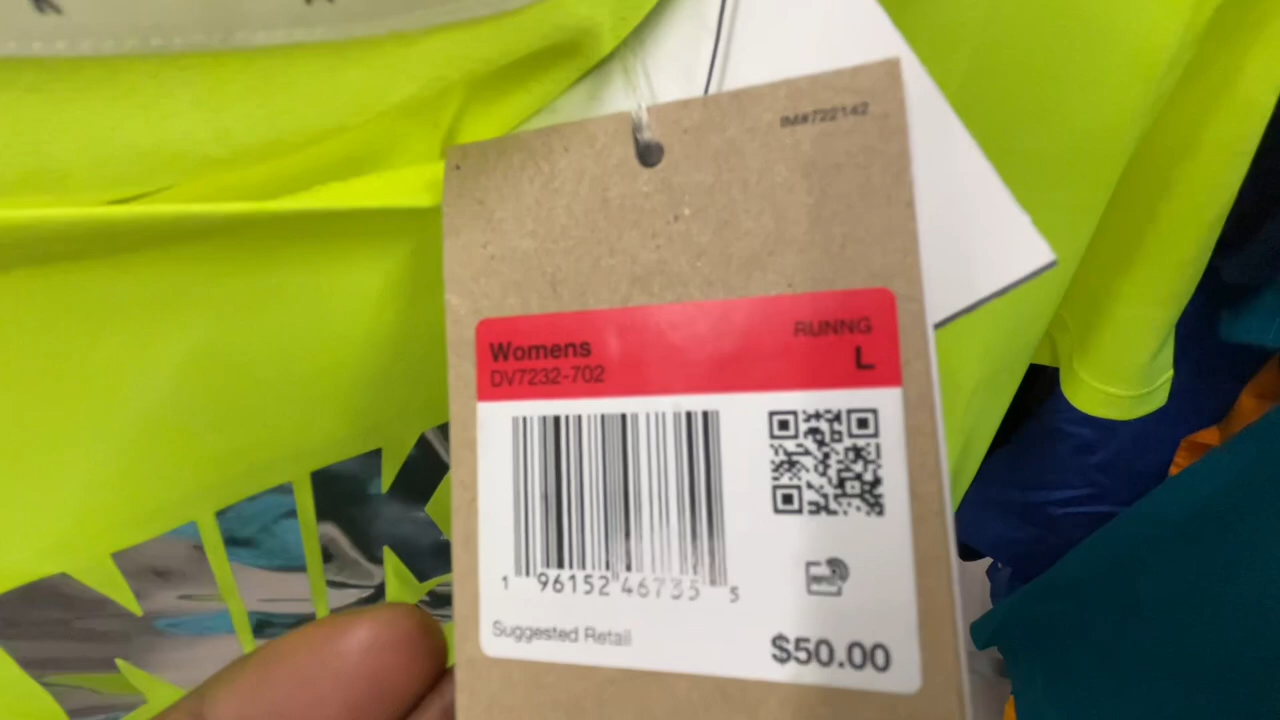 IM#722142
RUNNG
Womens
L
DV7232-702
1 96152 46735 5
Suggested Retail
$50.00